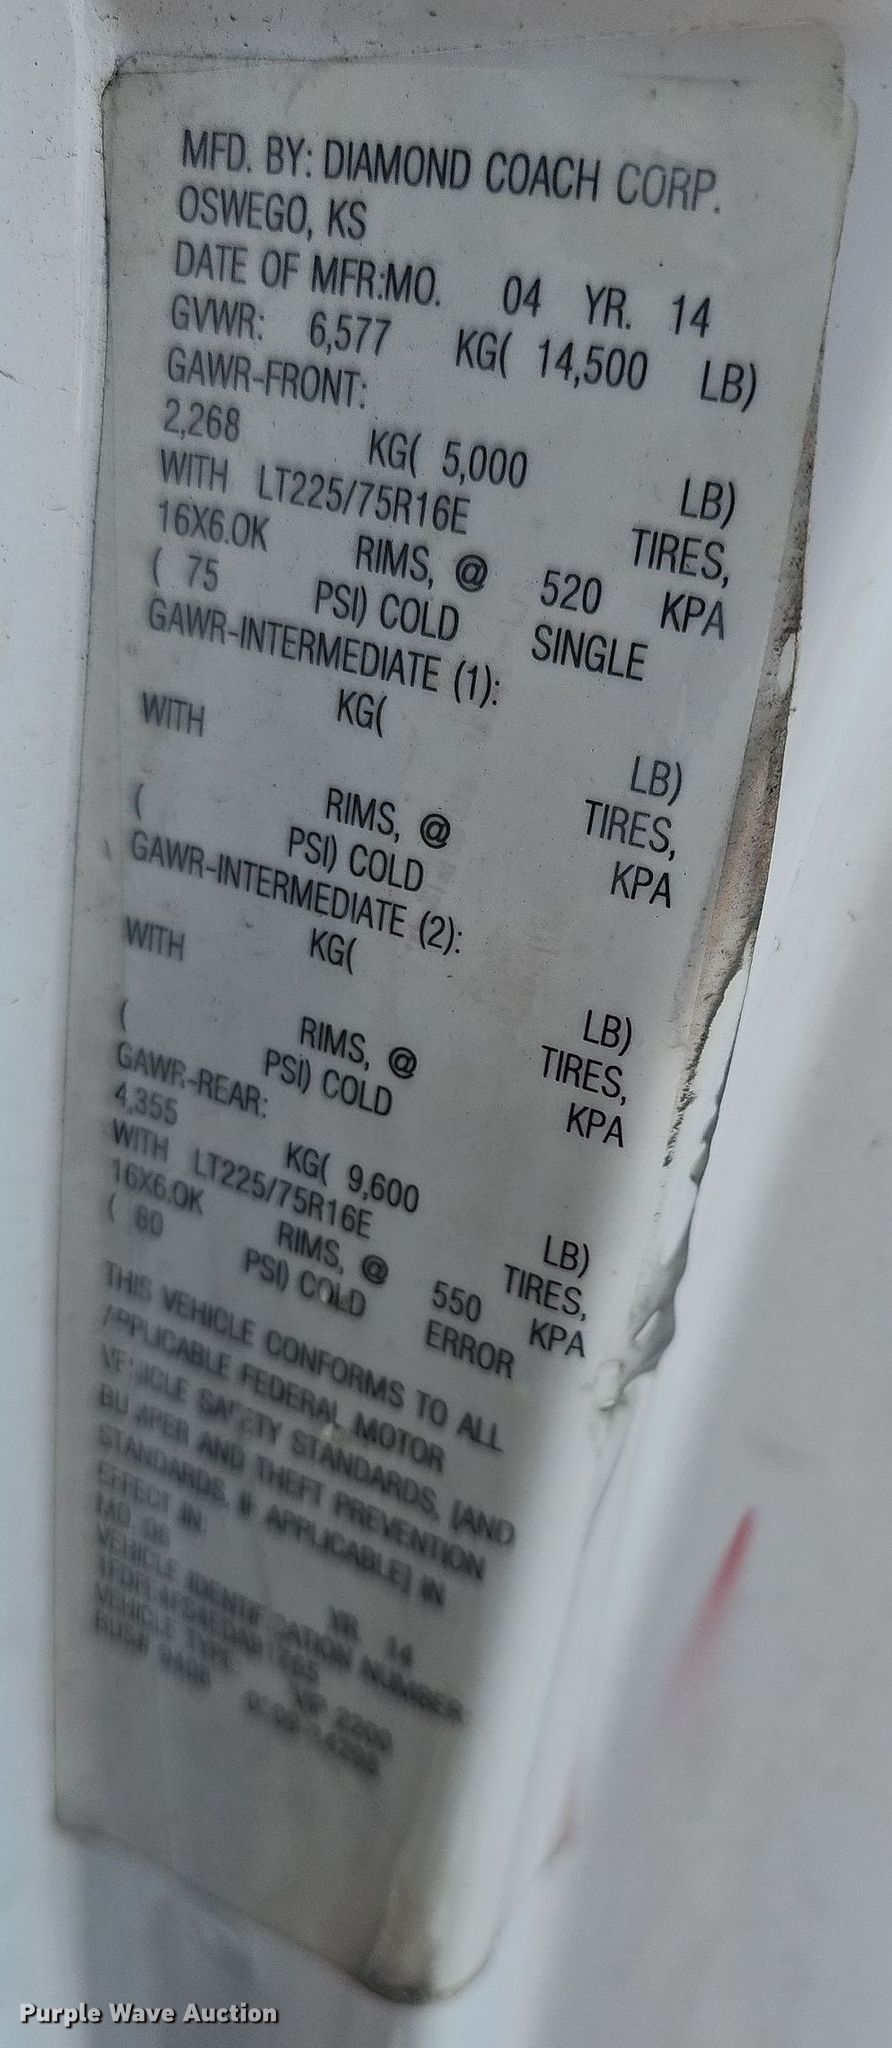 MFD. BY: DIAMOND COACH CORP.
OSWEGO, KS
DATE OF MFR:MO. 04 YR. 14
GVWR: 6,577 KG( 14,500 LB)
GAWR-FRONT:
2,268 KG( 5,000 LB)
WITH LT225/75R16E TIRES,
16X6.0K RIMS, @ 520 KPA
( 75 PSI) COLD SINGLE
GAWR-INTERMEDIATE (1):
KG( LB)
WITH TIRES,
RIMS, @ KPA
( PSI) COLD
GAWR-INTERMEDIATE (2):
KG( LB)
WITH TIRES,
RIMS, @ KPA
( PSI) COLD
GAWR-REAR:
4,355 KG( 9,600 LB)
WITH LT225/75R16E TIRES,
16X6.0K RIMS, @ 550 KPA
( 80 PSI) COLD ERROR
THIS VEHICLE CONFORMS TO ALL
APPLICABLE FEDERAL MOTOR
VEHICLE SAFETY STANDARDS, [AND
BUMPER AND THEFT PREVENTION
STANDARDS, IF APPLICABLE] IN
EFFECT IN:
MO. YR. 14
VEHICLE IDENTIFICATION NUMBER:
VEHICLE TYPE:
Purple Wave Auction